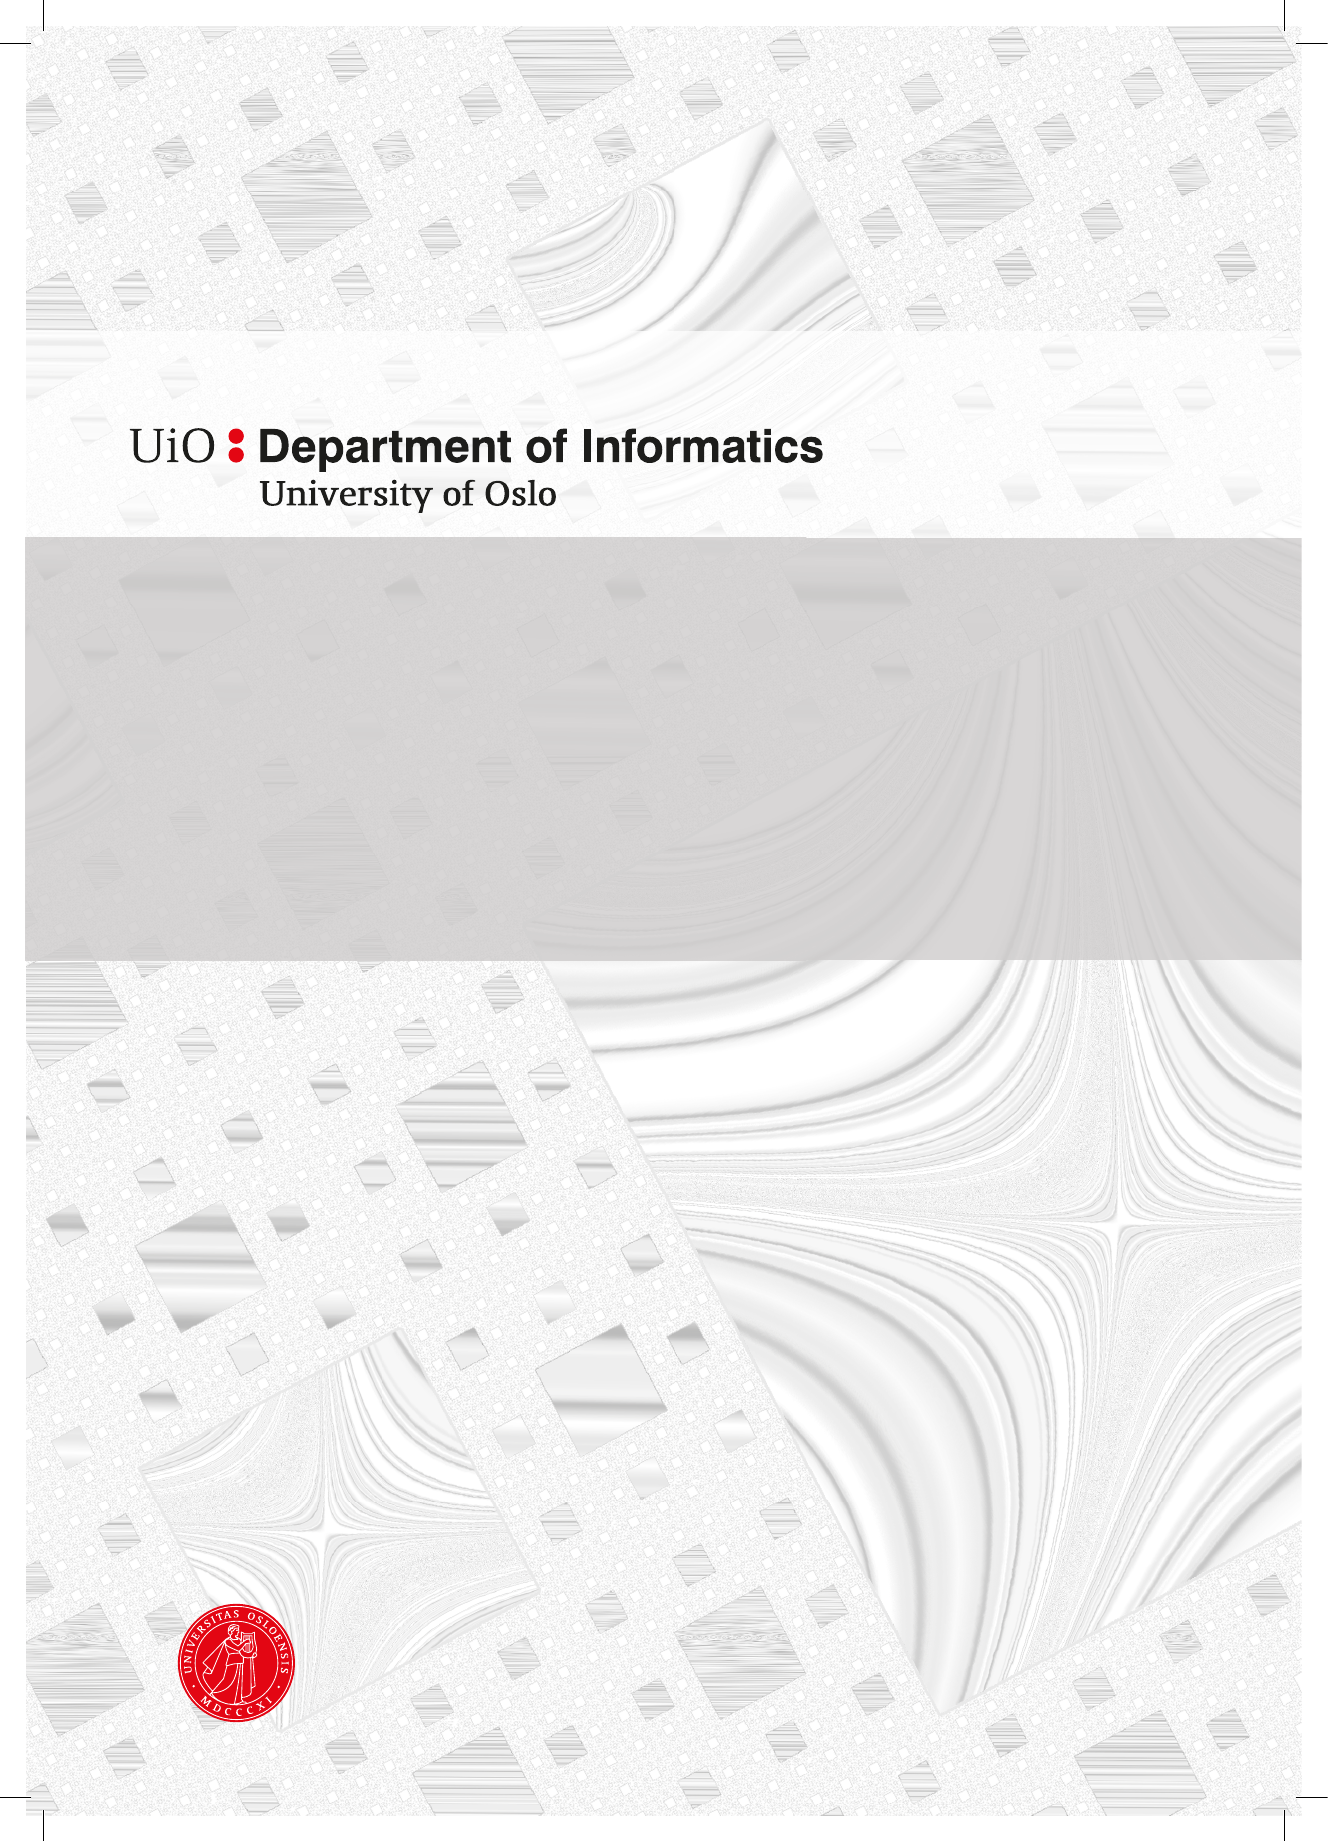 UiO : Department of Informatics
University of Oslo
UNIVERSITAS OSLOENSIS
MDCCCXI